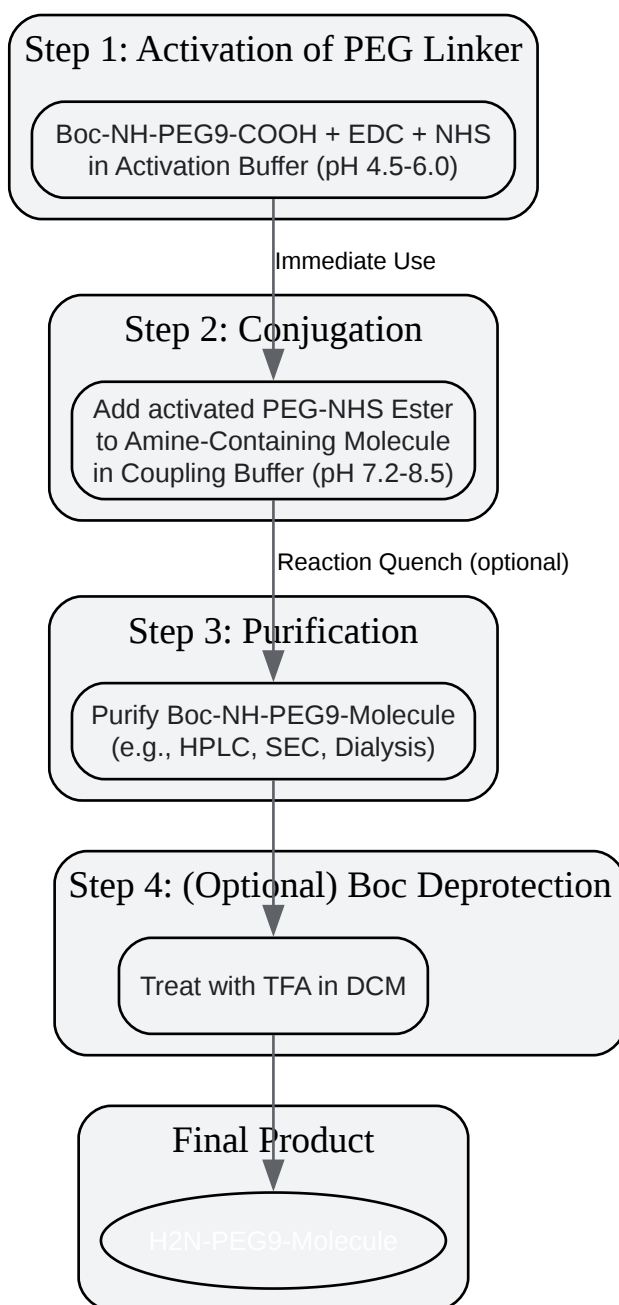 Step 1: Activation of PEG Linker
Boc-NH-PEG9-COOH + EDC + NHS
in Activation Buffer (pH 4.5-6.0)
Immediate Use
Step 2: Conjugation
Add activated PEG-NHS Ester
to Amine-Containing Molecule
in Coupling Buffer (pH 7.2-8.5)
Reaction Quench (optional)
Step 3: Purification
Purify Boc-NH-PEG9-Molecule
(e.g., HPLC, SEC, Dialysis)
Step 4: (Optional) Boc Deprotection
Treat with TFA in DCM
Final Product
H2N-PEG9-Molecule